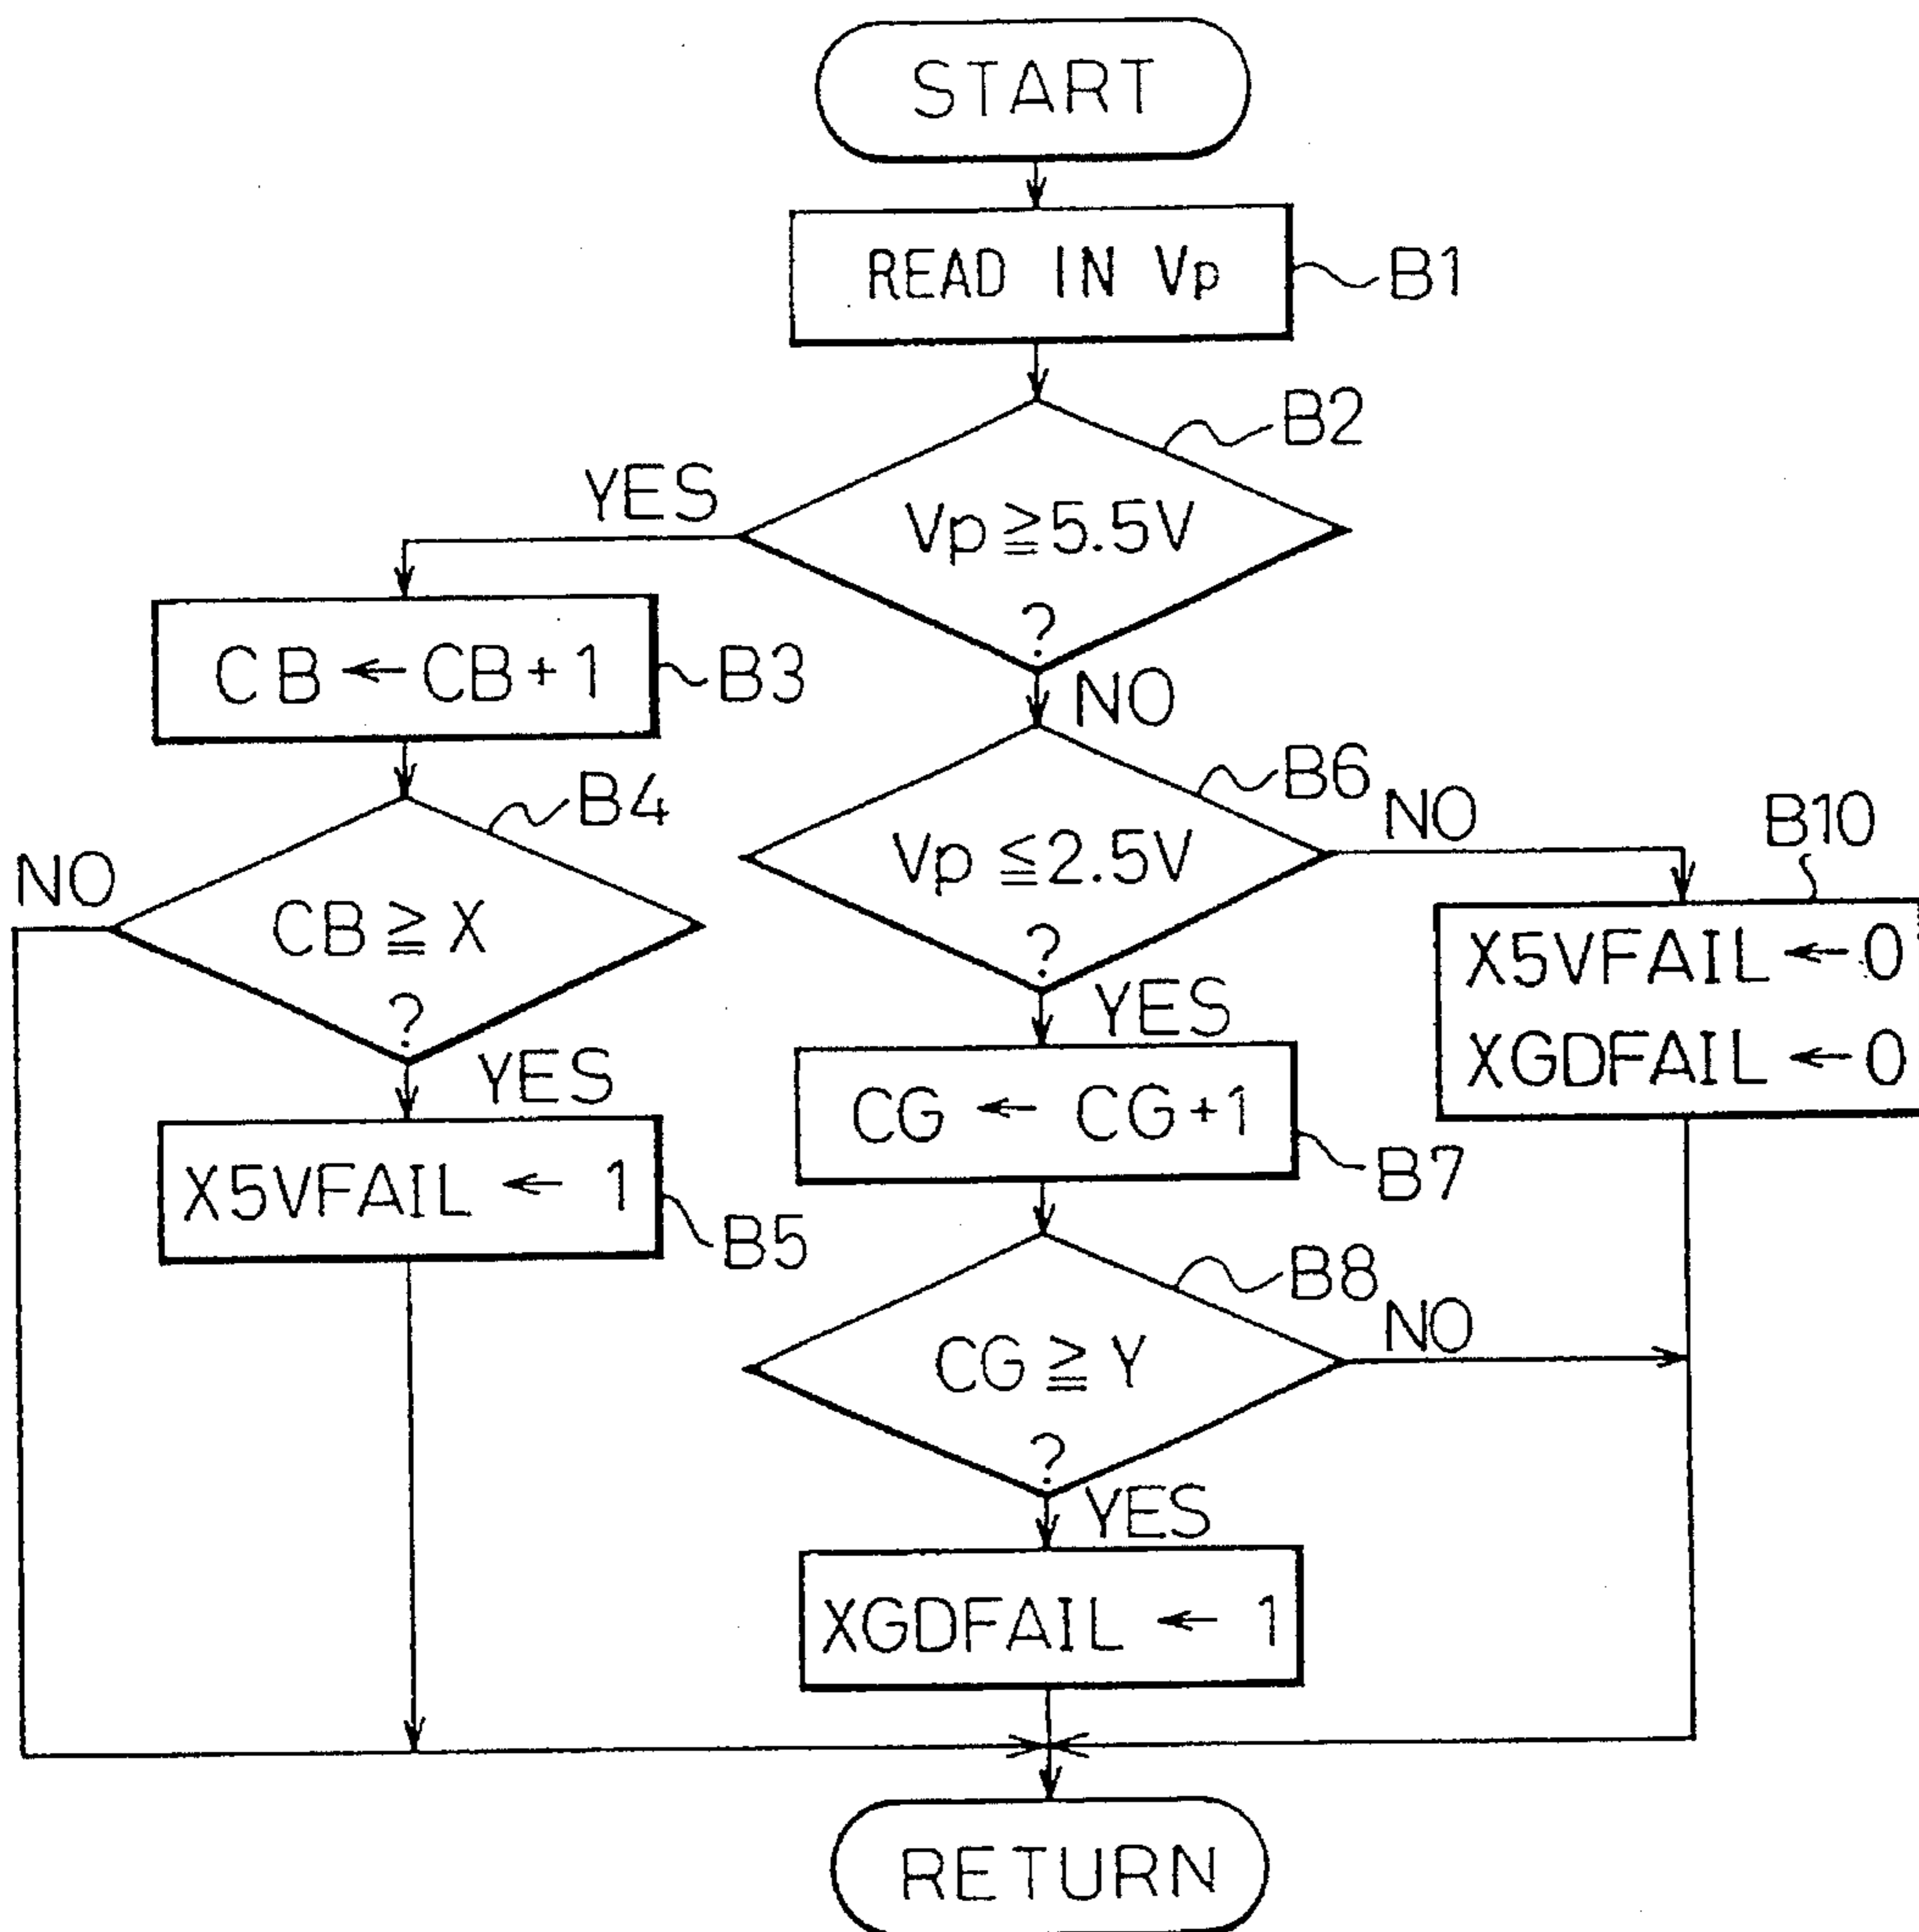 START
READ IN Vp
B1
B2
Vp≧5.5V
?
YES
NO
CB←CB+1
B3
B4
CB≧X
?
NO
YES
X5VFAIL ← 1
B5
B6
Vp≦2.5V
?
NO
YES
B10
X5VFAIL←0
XGDFAIL←0
CG ← CG+1
B7
B8
CG≧Y
?
NO
YES
XGDFAIL ← 1
RETURN